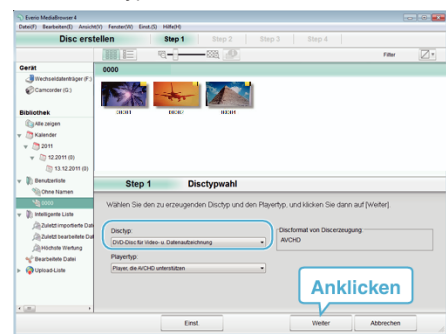 Everio MediaBrowser 4
Datei(F) Bearbeiten(E) Ansicht(V) Fenster(W) Einst.(S) Hilfe(H)
Disc erstellen Step 1 Step 2 Step 3 Step 4
Filter
Gerät
Wechseldatenträger (F:)
Camcorder (G:)
Bibliothek
Alle zeigen
Kalender
2011
12.2011 (0)
13.12.2011 (0)
Benutzerliste
Ohne Namen
0000
Intelligente Liste
Zuletzt importierte Dat
Zuletzt bearbeitete Dat
Höchste Wertung
Bearbeitete Datei
Upload-Liste
0000
00001 00002
Step 1 Disctypwahl
Wählen Sie den zu erzeugenden Disctyp und den Playertyp, und klicken Sie dann auf [Weiter].
Disctyp:
DVD-Disc für Video- u. Datenaufzeichnung
Discformat von Discerzeugung:
AVCHD
Playertyp:
Player, die AVCHD unterstützen
Anklicken
Einst. Weiter Abbrechen